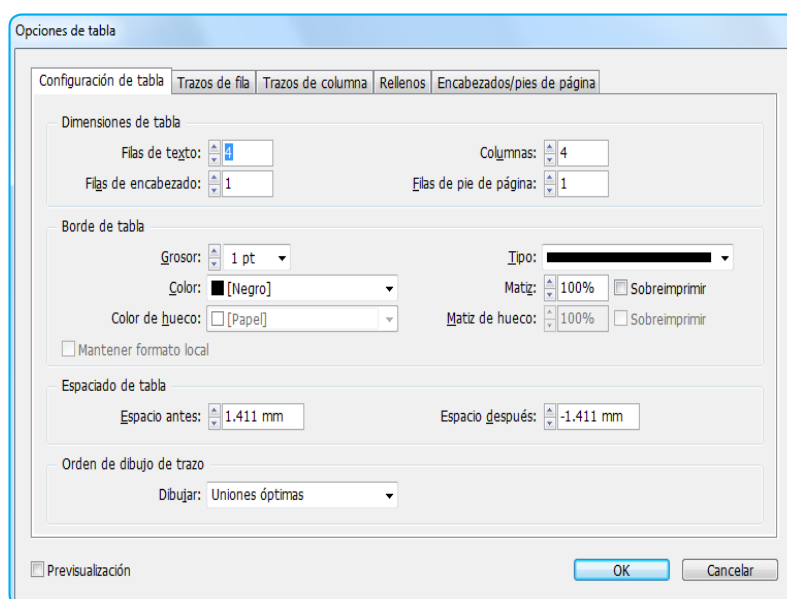 Opciones de tabla
Configuración de tabla Trazos de fila Trazos de columna Rellenos Encabezados/pies de página
Dimensiones de tabla
Filas de texto: 4 Columnas: 4
Filas de encabezado: 1 Filas de pie de página: 1
Borde de tabla
Grosor: 1 pt Tipo:
Color: [Negro] Matiz: 100% Sobreimprimir
Color de hueco: [Papel] Matiz de hueco: 100% Sobreimprimir
Mantener formato local
Espaciado de tabla
Espacio antes: 1.411 mm Espacio después: -1.411 mm
Orden de dibujo de trazo
Dibujar: Uniones óptimas
Previsualización OK Cancelar